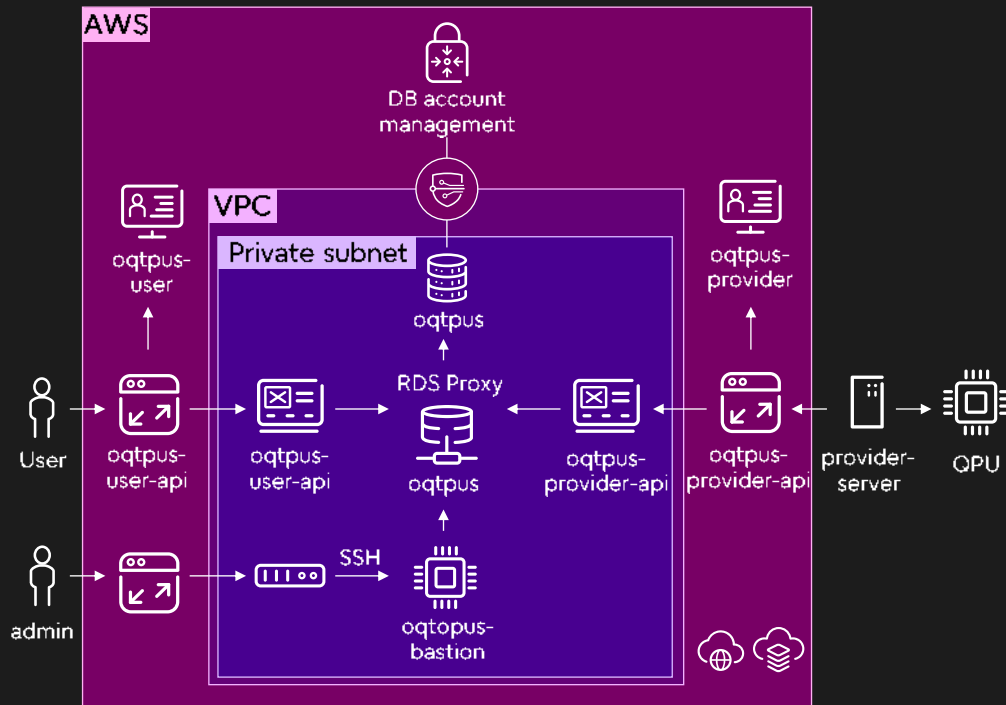 AWS
DB account
management
VPC
Private subnet
oqtpus-
user
oqtpus
oqtpus-
provider
RDS Proxy
User
oqtpus-
user-api
oqtpus-
user-api
oqtpus
oqtpus-
provider-api
oqtpus-
provider-api
provider-
server
QPU
SSH
admin
oqtopus-
bastion